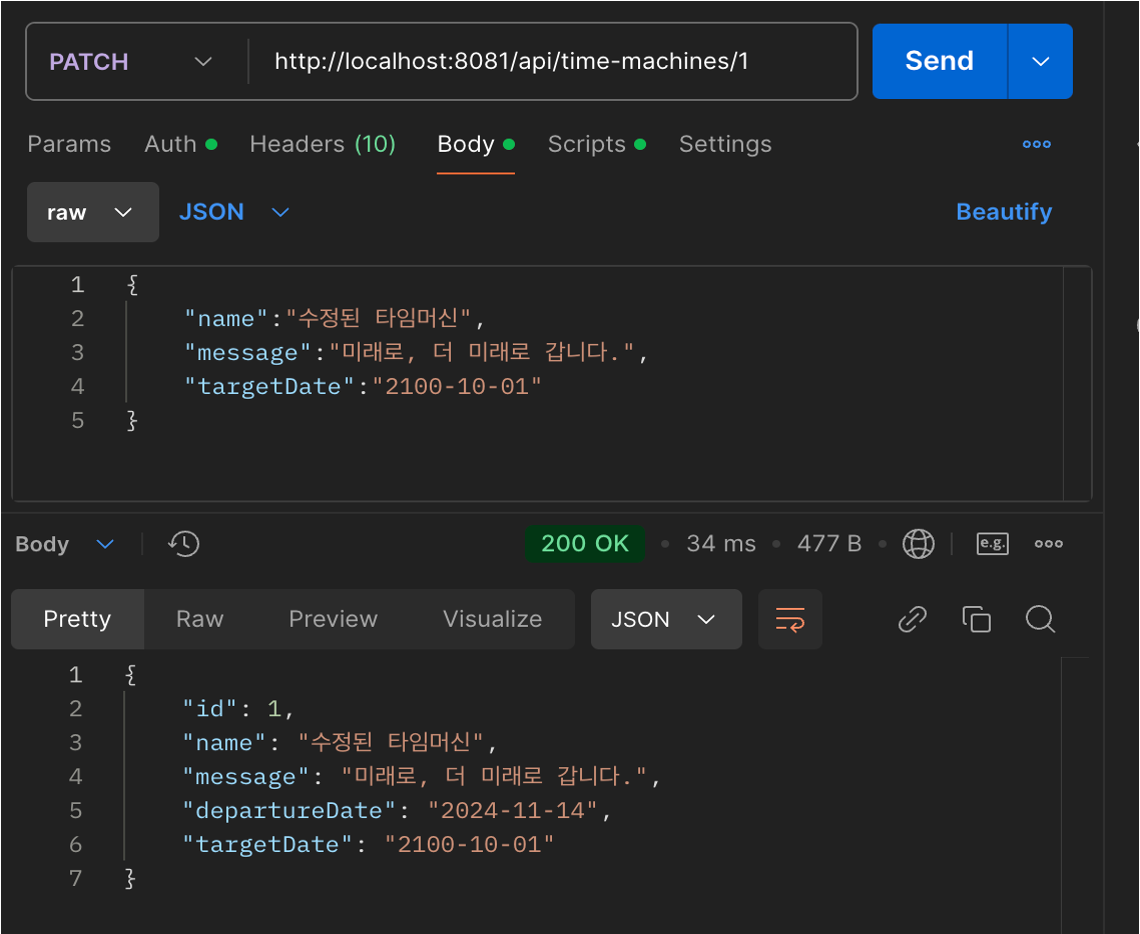 PATCH http://localhost:8081/api/time-machines/1 Send
Params Auth Headers (10) Body Scripts Settings
raw JSON Beautify
1 {
2 "name":"수정된 타임머신",
3 "message":"미래로, 더 미래로 갑니다.",
4 "targetDate":"2100-10-01"
5 }
Body 200 OK 34 ms 477 B e.g.
Pretty Raw Preview Visualize JSON
1 {
2 "id": 1,
3 "name": "수정된 타임머신",
4 "message": "미래로, 더 미래로 갑니다.",
5 "departureDate": "2024-11-14",
6 "targetDate": "2100-10-01"
7 }